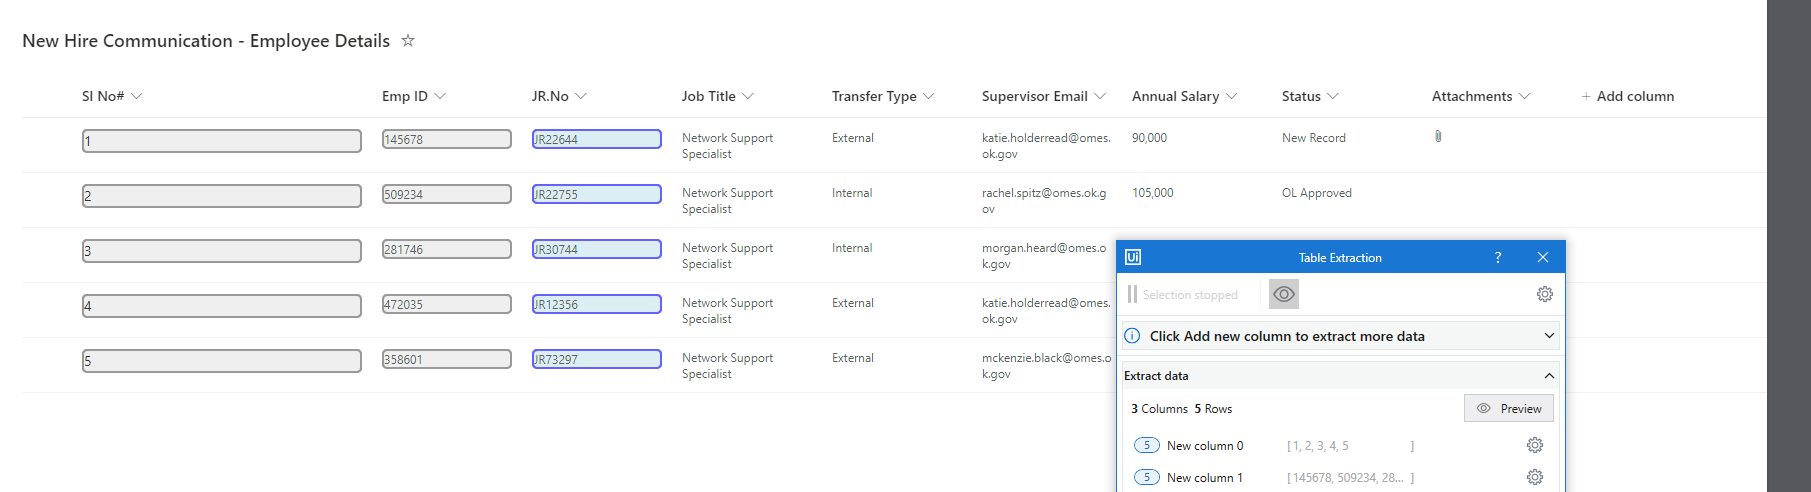 New Hire Communication - Employee Details
SI No# Emp ID JR.No Job Title Transfer Type Supervisor Email Annual Salary Status Attachments + Add column
1 145678 JR22644 Network Support Specialist External katie.holderread@omes.ok.gov 90,000 New Record
2 509234 JR22755 Network Support Specialist Internal rachel.spitz@omes.ok.gov 105,000 OL Approved
3 281746 JR30744 Network Support Specialist Internal morgan.heard@omes.ok.gov
4 472035 JR12356 Network Support Specialist External katie.holderread@omes.ok.gov
5 358601 JR73297 Network Support Specialist External mckenzie.black@omes.ok.gov
Ui Table Extraction ?
Selection stopped
Click Add new column to extract more data
Extract data
3 Columns 5 Rows Preview
5 New column 0 [ 1, 2, 3, 4, 5 ]
5 New column 1 [ 145678, 509234, 28... ]